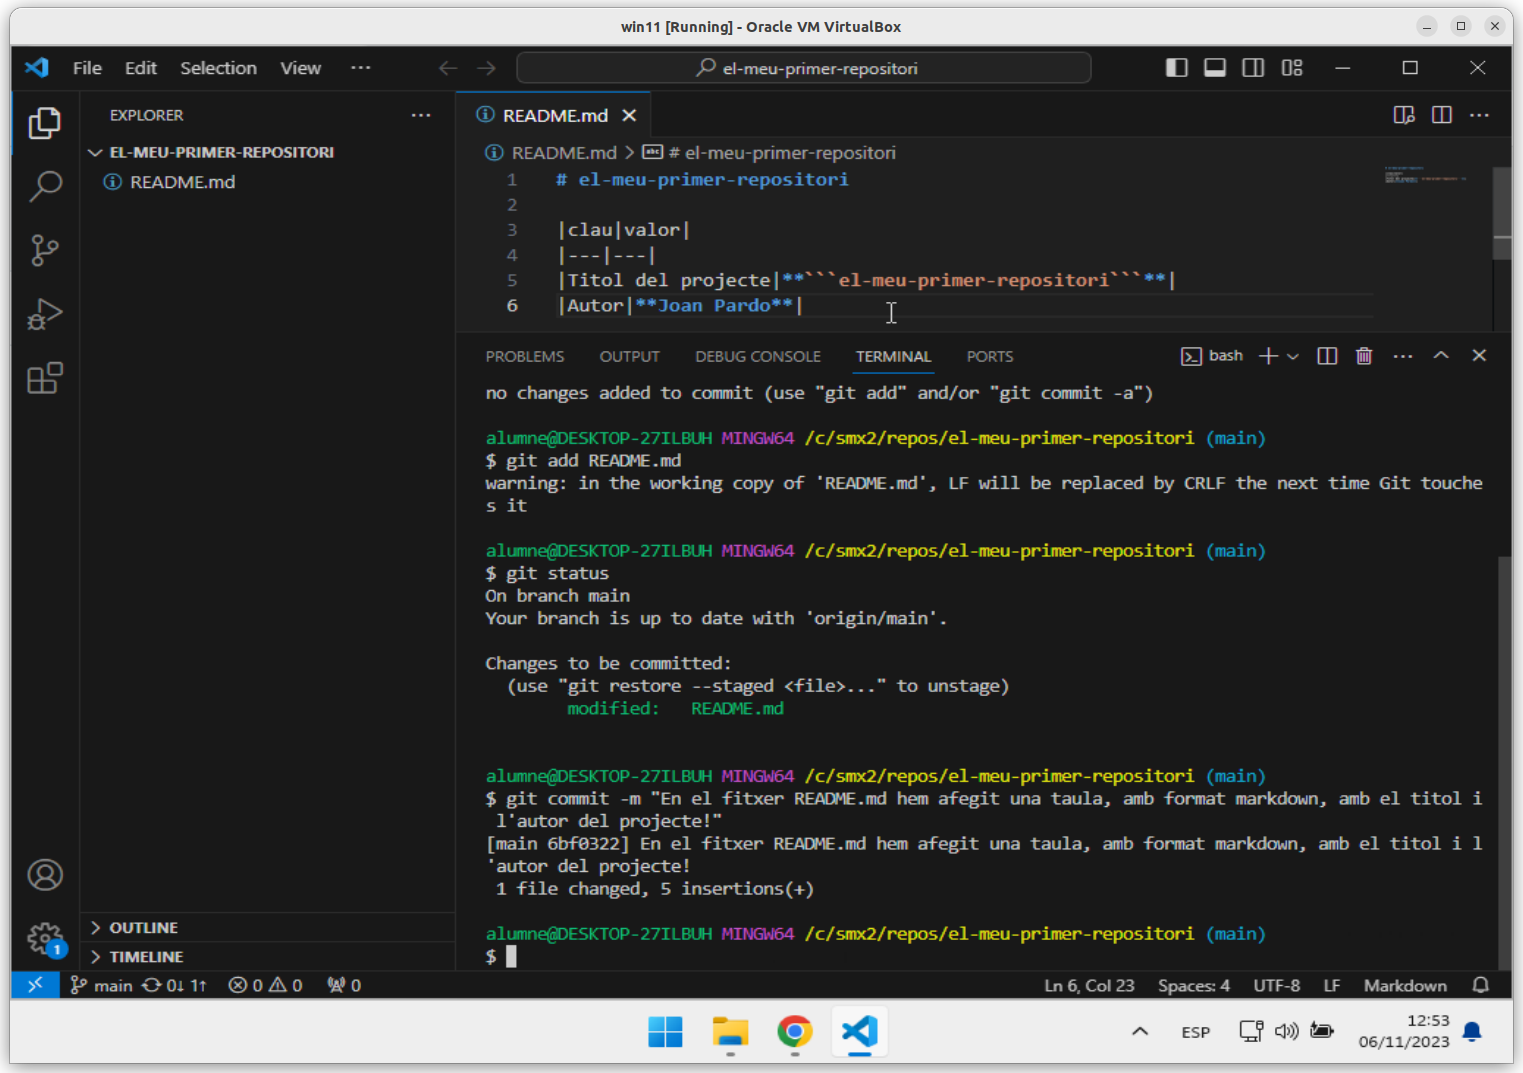 win11 [Running] - Oracle VM VirtualBox
File Edit Selection View ···
el-meu-primer-repositori
EXPLORER ···
EL-MEU-PRIMER-REPOSITORI
README.md
README.md
README.md > # el-meu-primer-repositori
1 # el-meu-primer-repositori
2
3 |clau|valor|
4 |---|---|
5 |Titol del projecte|**```el-meu-primer-repositori```**|
6 |Autor|**Joan Pardo**|
PROBLEMS OUTPUT DEBUG CONSOLE TERMINAL PORTS bash
no changes added to commit (use "git add" and/or "git commit -a")
alumne@DESKTOP-27ILBUH MINGW64 /c/smx2/repos/el-meu-primer-repositori (main)
$ git add README.md
warning: in the working copy of 'README.md', LF will be replaced by CRLF the next time Git touche
s it
alumne@DESKTOP-27ILBUH MINGW64 /c/smx2/repos/el-meu-primer-repositori (main)
$ git status
On branch main
Your branch is up to date with 'origin/main'.
Changes to be committed:
(use "git restore --staged <file>..." to unstage)
modified: README.md
alumne@DESKTOP-27ILBUH MINGW64 /c/smx2/repos/el-meu-primer-repositori (main)
$ git commit -m "En el fitxer README.md hem afegit una taula, amb format markdown, amb el titol i
l'autor del projecte!"
[main 6bf0322] En el fitxer README.md hem afegit una taula, amb format markdown, amb el titol i l
'autor del projecte!
1 file changed, 5 insertions(+)
alumne@DESKTOP-27ILBUH MINGW64 /c/smx2/repos/el-meu-primer-repositori (main)
$
OUTLINE
TIMELINE
1
main 0↓ 1↑ 0 0 0 Ln 6, Col 23 Spaces: 4 UTF-8 LF Markdown
ESP
12:53
06/11/2023